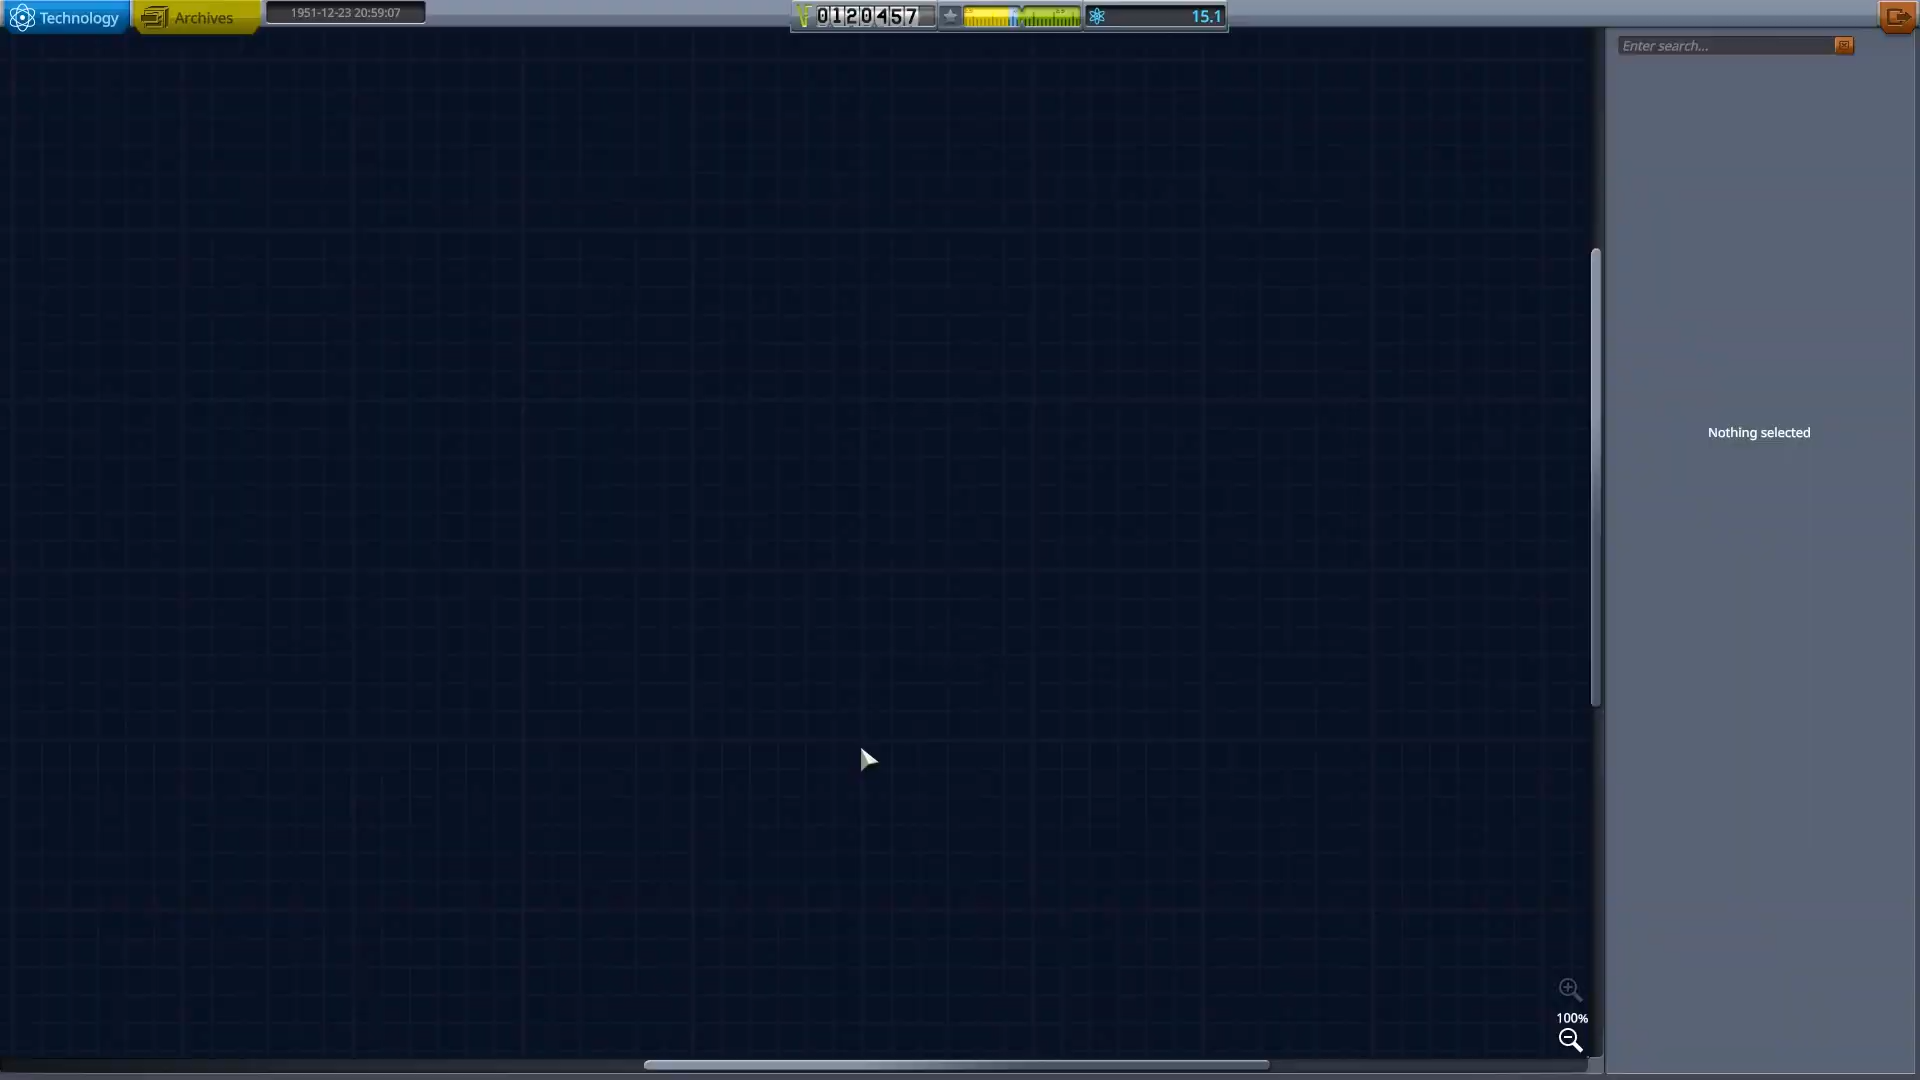 Technology
Archives
1951-12-23 20:59:07
0120457
15.1
Enter search...
Nothing selected
100%